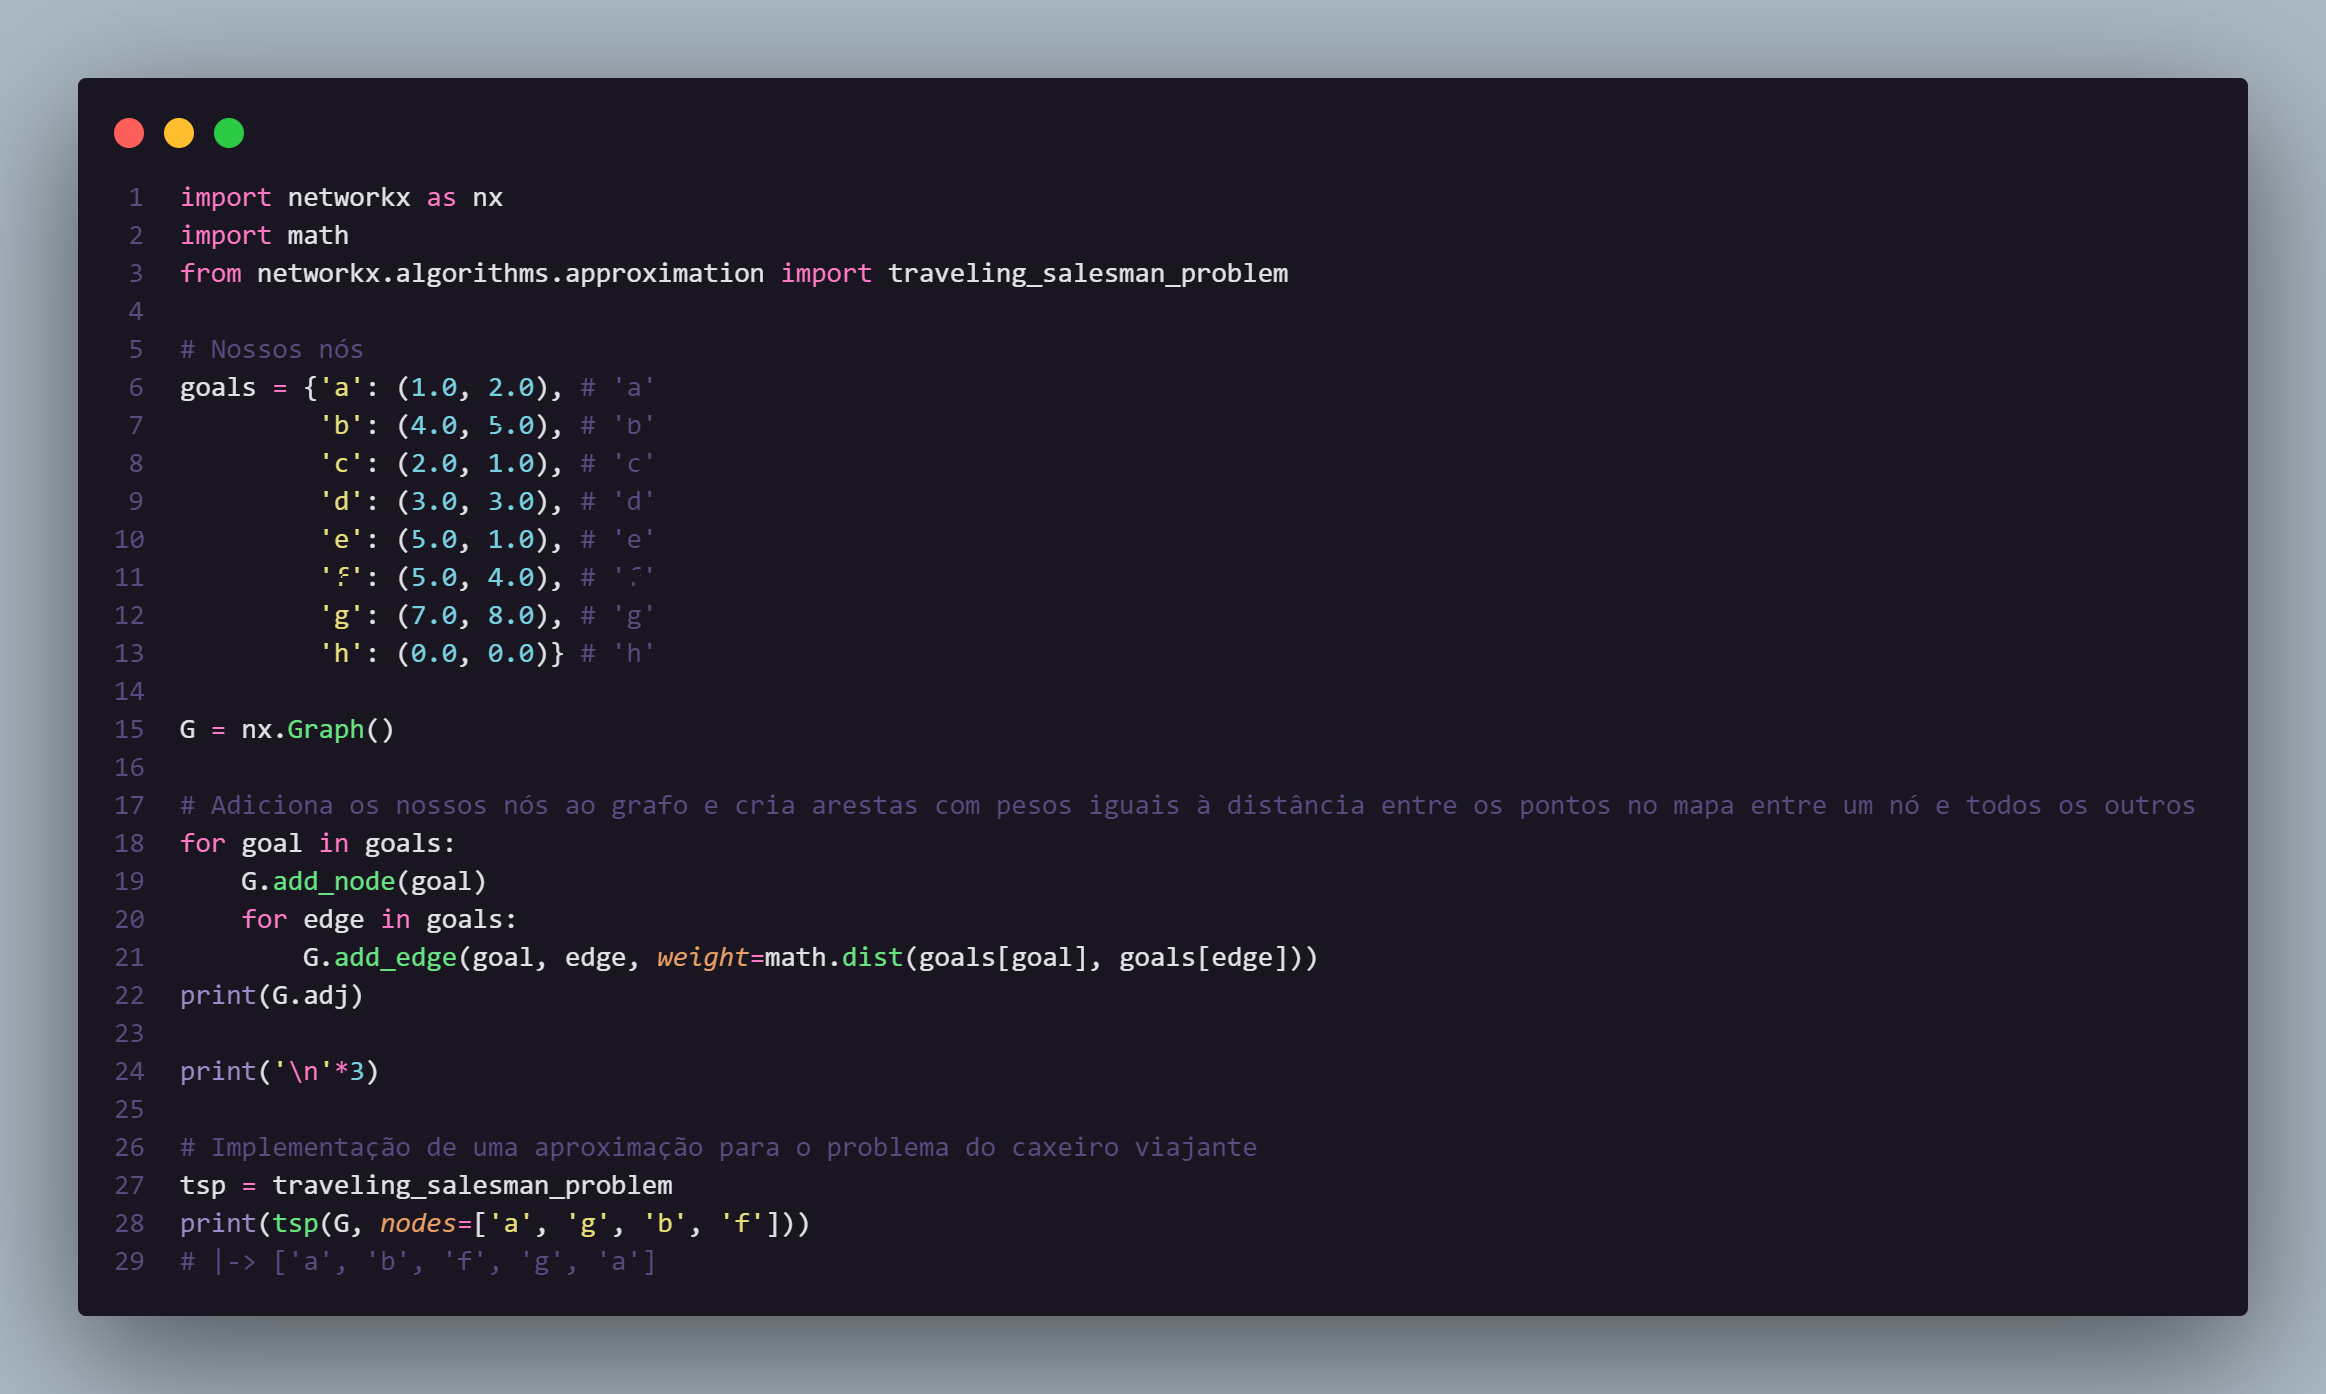 1 import networkx as nx
2 import math
3 from networkx.algorithms.approximation import traveling_salesman_problem
4
5 # Nossos nós
6 goals = {'a': (1.0, 2.0), # 'a'
7          'b': (4.0, 5.0), # 'b'
8          'c': (2.0, 1.0), # 'c'
9          'd': (3.0, 3.0), # 'd'
10          'e': (5.0, 1.0), # 'e'
11          'f': (5.0, 4.0), # 'f'
12          'g': (7.0, 8.0), # 'g'
13          'h': (0.0, 0.0)} # 'h'
14
15 G = nx.Graph()
16
17 # Adiciona os nossos nós ao grafo e cria arestas com pesos iguais à distância entre os pontos no mapa entre um nó e todos os outros
18 for goal in goals:
19     G.add_node(goal)
20     for edge in goals:
21         G.add_edge(goal, edge, weight=math.dist(goals[goal], goals[edge]))
22 print(G.adj)
23
24 print('\n'*3)
25
26 # Implementação de uma aproximação para o problema do caxeiro viajante
27 tsp = traveling_salesman_problem
28 print(tsp(G, nodes=['a', 'g', 'b', 'f']))
29 # |-> ['a', 'b', 'f', 'g', 'a']